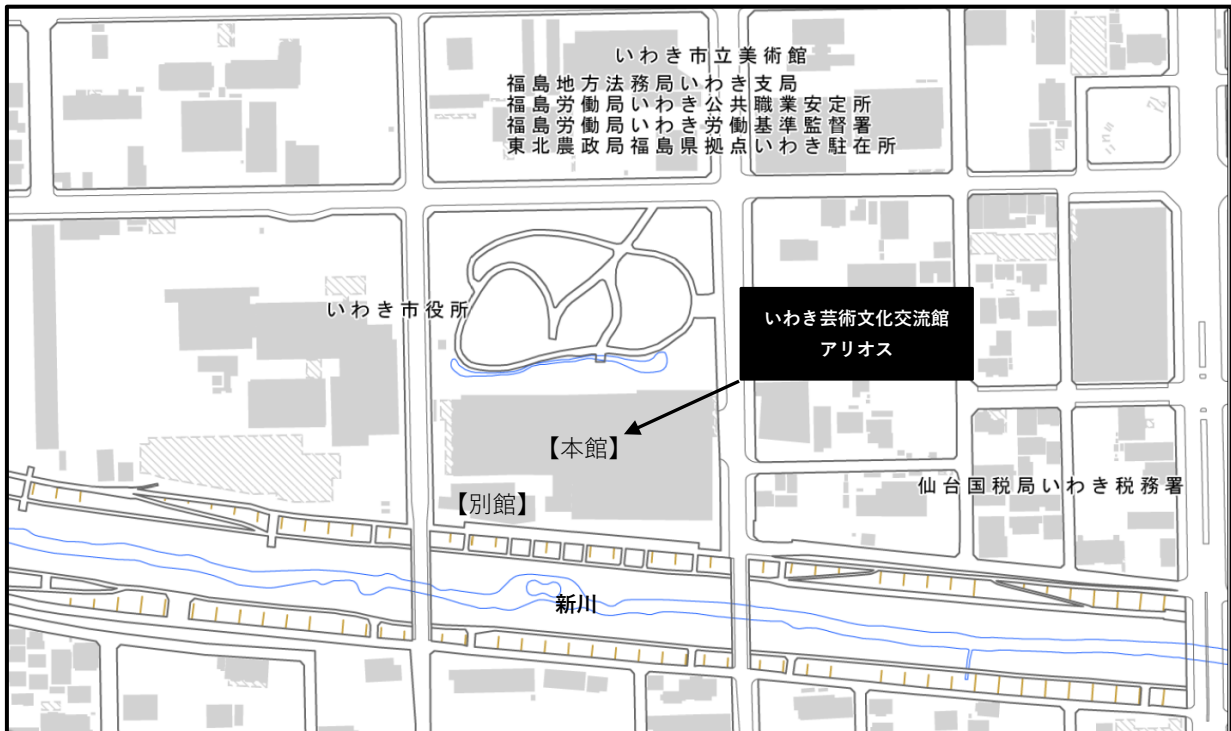 いわき市立美術館
福島地方法務局いわき支局
福島労働局いわき公共職業安定所
福島労働局いわき労働基準監督署
東北農政局福島県拠点いわき駐在所
いわき市役所
いわき芸術文化交流館
アリオス
【本館】
仙台国税局いわき税務署
【別館】
新川